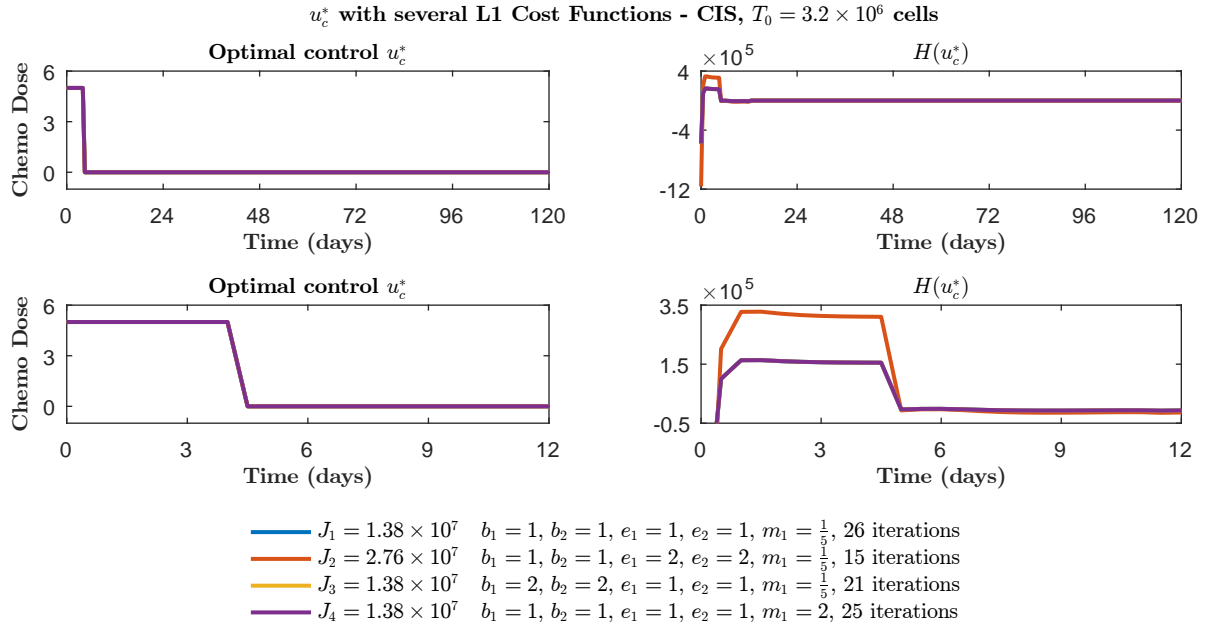 u_c^* with several L1 Cost Functions - CIS, T_0 = 3.2 × 10^6 cells
Optimal control u_c^*
Chemo Dose
6
3
0
0 24 48 72 96 120
Time (days)
H(u_c^*)
× 10^5
4
-4
-12
0 24 48 72 96 120
Time (days)
Optimal control u_c^*
Chemo Dose
6
3
0
0 3 6 9 12
Time (days)
H(u_c^*)
× 10^5
3.5
1.5
-0.5
0 3 6 9 12
Time (days)
J_1 = 1.38 × 10^7 b_1 = 1, b_2 = 1, e_1 = 1, e_2 = 1, m_1 = 1/5, 26 iterations
J_2 = 2.76 × 10^7 b_1 = 1, b_2 = 1, e_1 = 2, e_2 = 2, m_1 = 1/5, 15 iterations
J_3 = 1.38 × 10^7 b_1 = 2, b_2 = 2, e_1 = 1, e_2 = 1, m_1 = 1/5, 21 iterations
J_4 = 1.38 × 10^7 b_1 = 1, b_2 = 1, e_1 = 1, e_2 = 1, m_1 = 2, 25 iterations